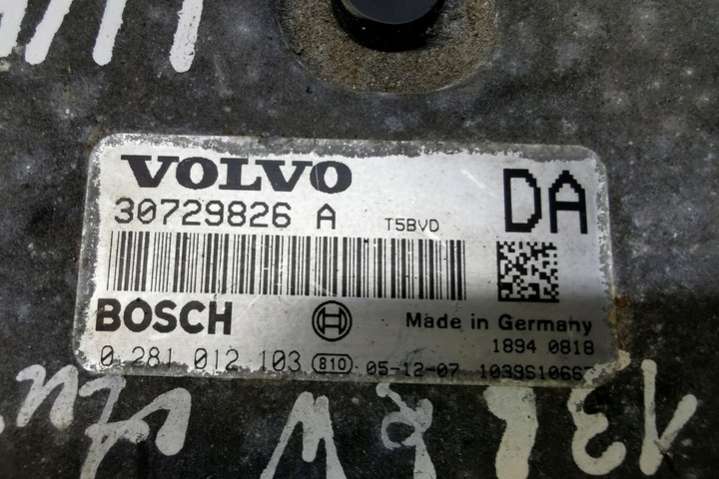 VOLVO
30729826 A T5BVD DA
BOSCH Made in Germany
1894 0818
0 281 012 103 810 05-12-07